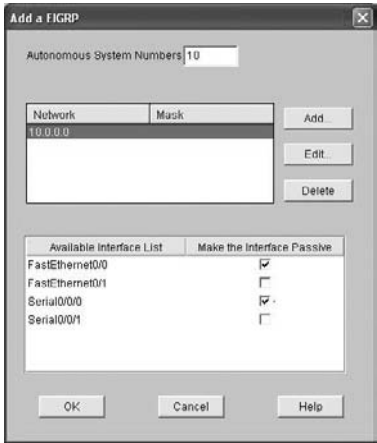 Add a EIGRP
Autonomous System Numbers 10
Network Mask
10.0.0.0
Add...
Edit...
Delete
Available Interface List Make the Interface Passive
FastEthernet0/0
FastEthernet0/1
Serial0/0/0
Serial0/0/1
OK Cancel Help